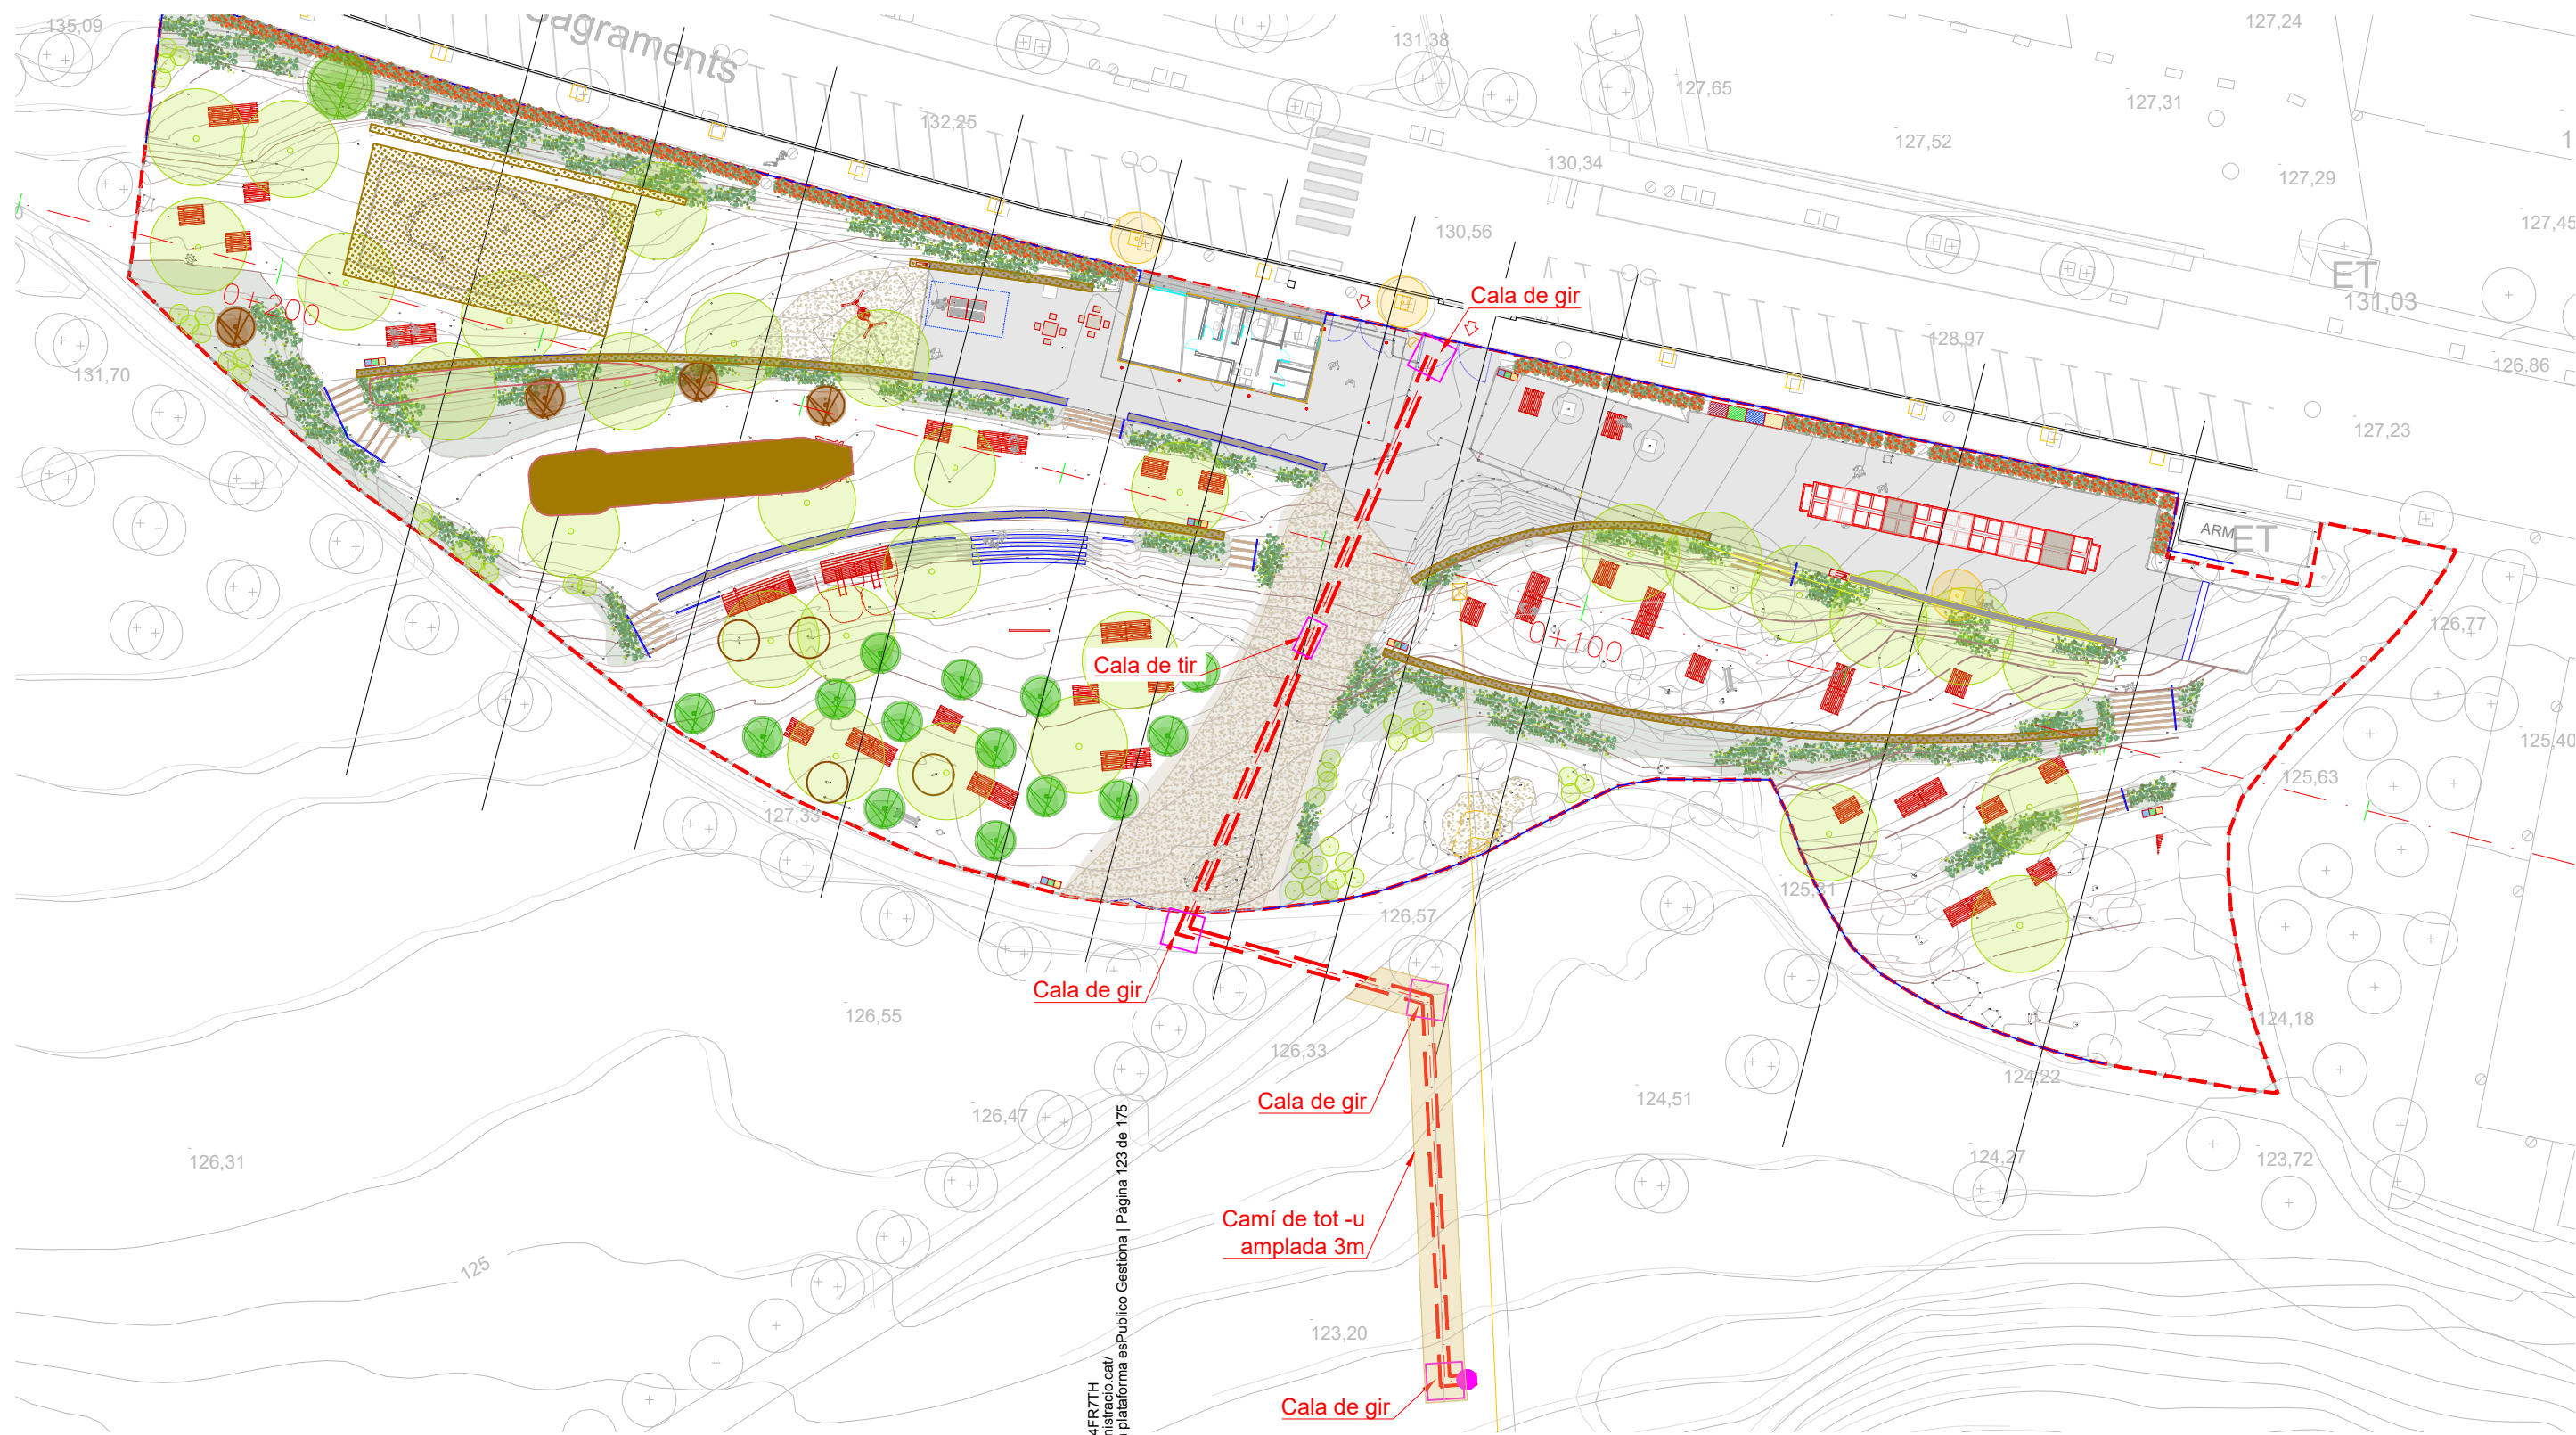 135,09
Sagraments
131,38
127,24
127,65
127,31
132,25
127,52
130,34
127,29
127,45
130,56
ET
131,03
Cala de gir
0+200
128,97
126,86
131,70
127,23
ARM
ET
126,77
0+100
Cala de tir
125,40
125,63
127,33
125,31
126,57
Cala de gir
126,55
124,18
126,33
124,22
Cala de gir
124,51
126,47
126,31
124,27
123,72
Camí de tot -u
amplada 3m
125
123,20
Cala de gir
4FR7TH
nistracio.cat/
plataforma esPublico Gestiona | Pàgina 123 de 175